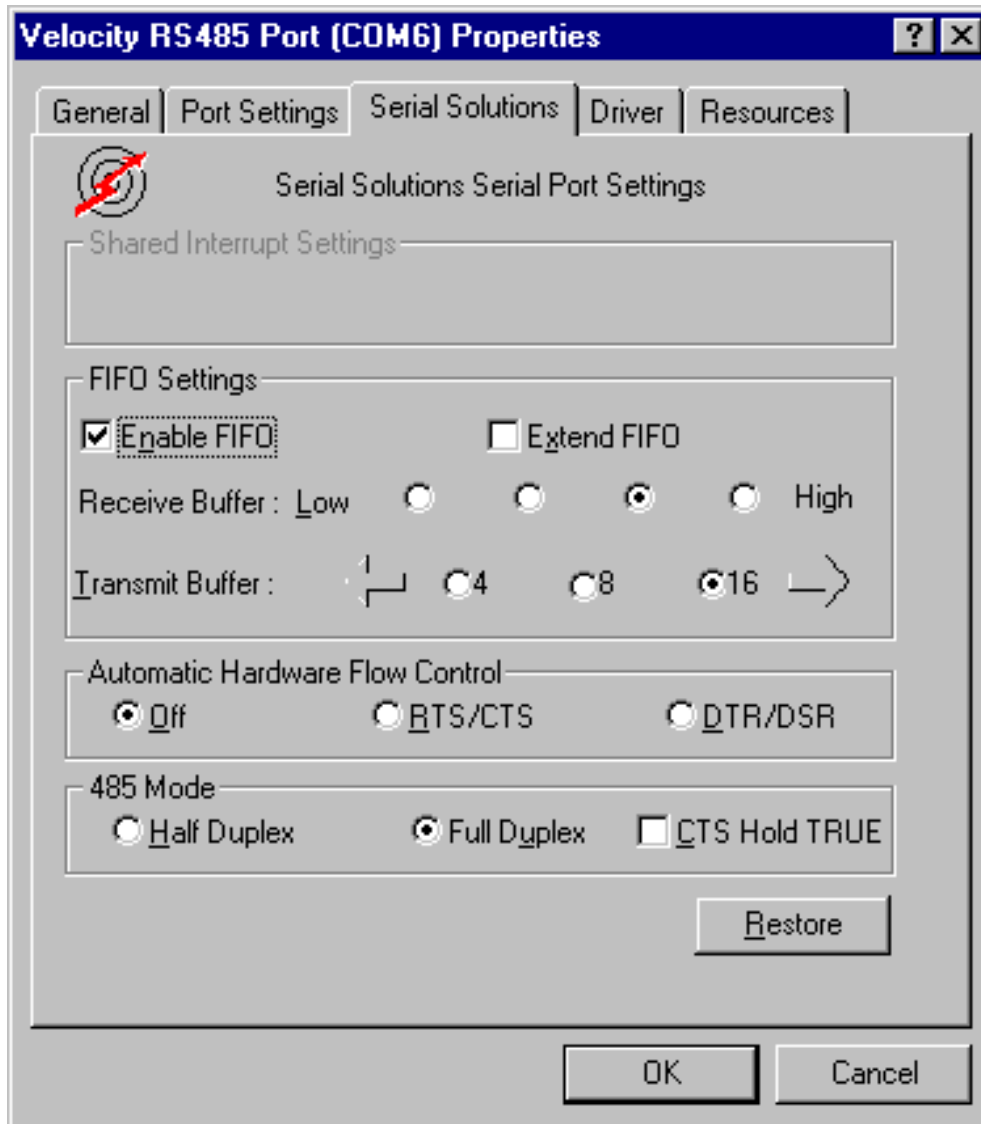 Velocity RS485 Port (COM6) Properties
General Port Settings Serial Solutions Driver Resources
Serial Solutions Serial Port Settings
Shared Interrupt Settings
FIFO Settings
Enable FIFO Extend FIFO
Receive Buffer : Low High
Transmit Buffer : 4 8 16
Automatic Hardware Flow Control
Off RTS/CTS DTR/DSR
485 Mode
Half Duplex Full Duplex CTS Hold TRUE
Restore
OK Cancel